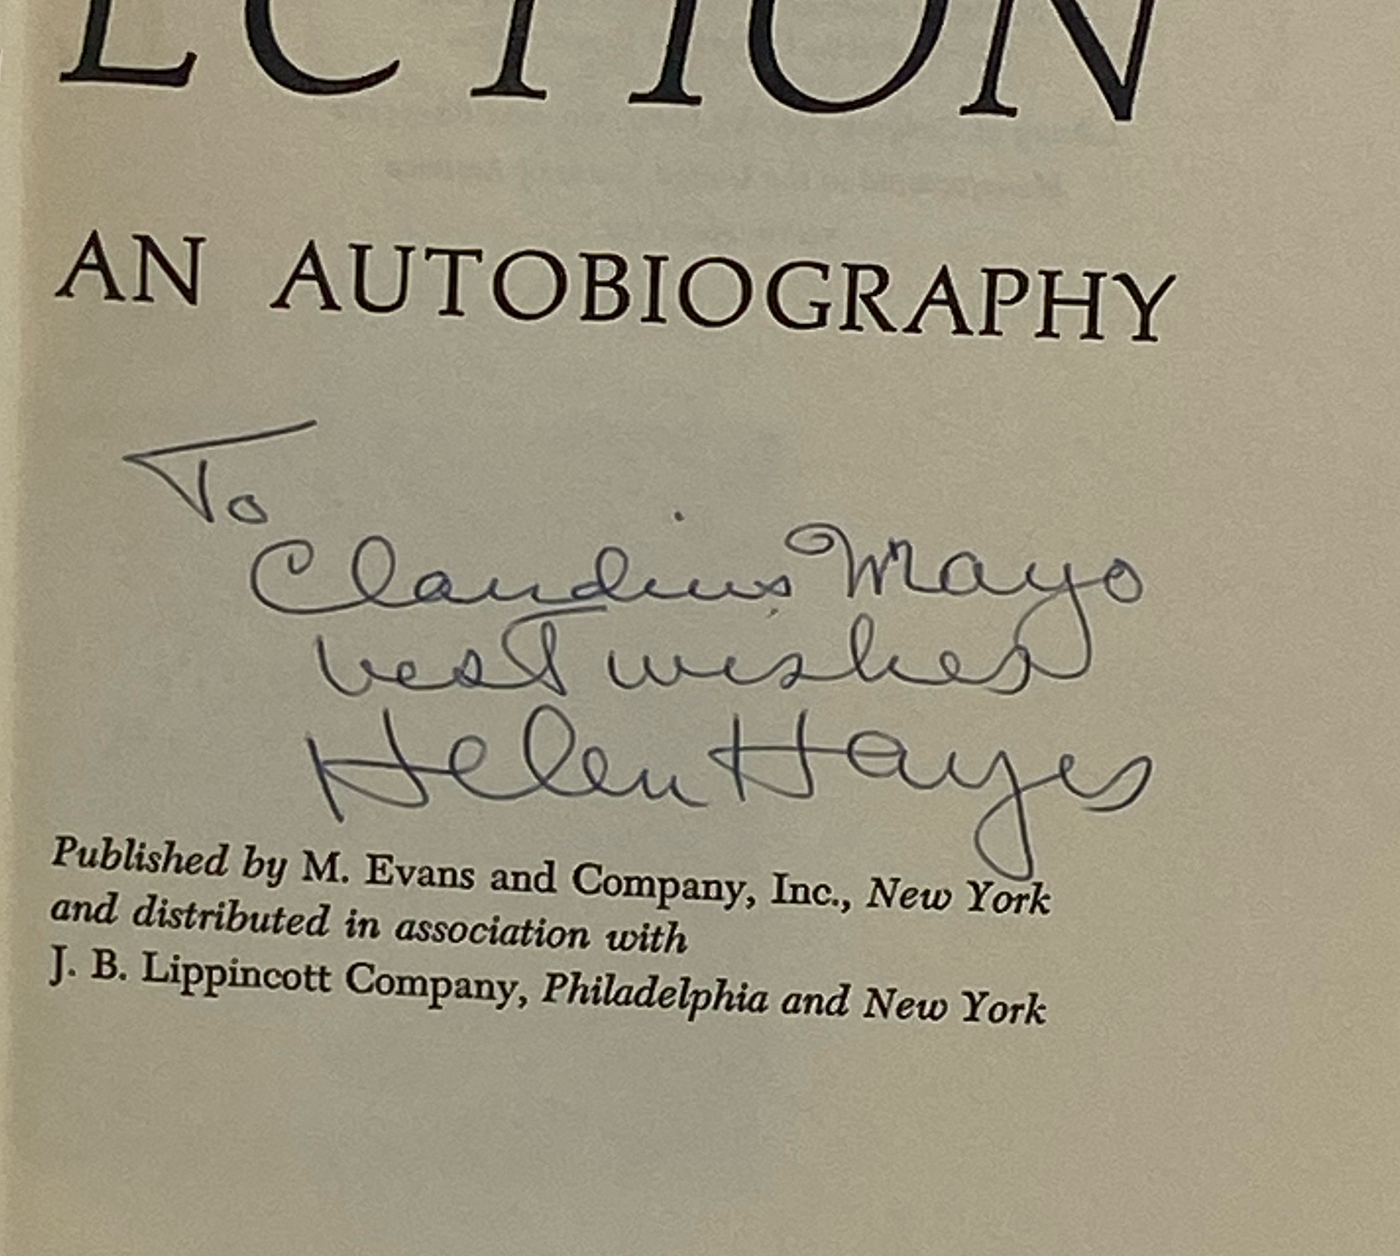 ECTION
AN AUTOBIOGRAPHY
To
Claudius Mayo
best wishes
Helen Hayes
Published by M. Evans and Company, Inc., New York
and distributed in association with
J. B. Lippincott Company, Philadelphia and New York